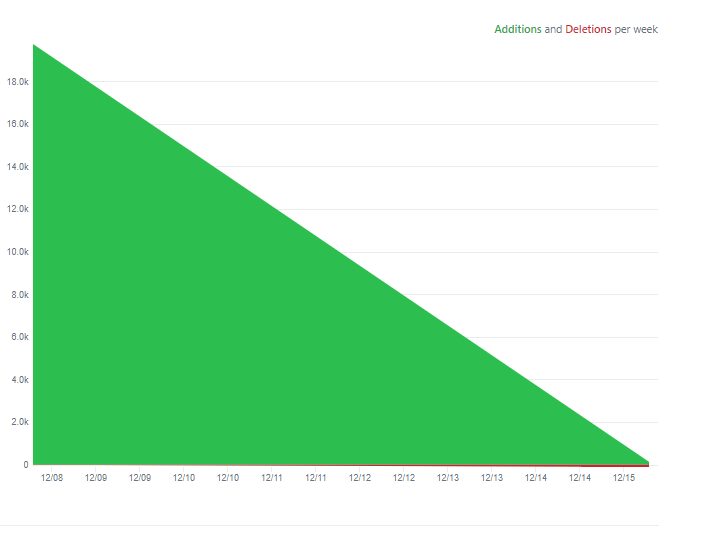 Additions and Deletions per week
18.0k
16.0k
14.0k
12.0k
10.0k
8.0k
6.0k
4.0k
2.0k
0
12/08 12/09 12/09 12/10 12/10 12/11 12/11 12/12 12/12 12/13 12/13 12/14 12/14 12/15